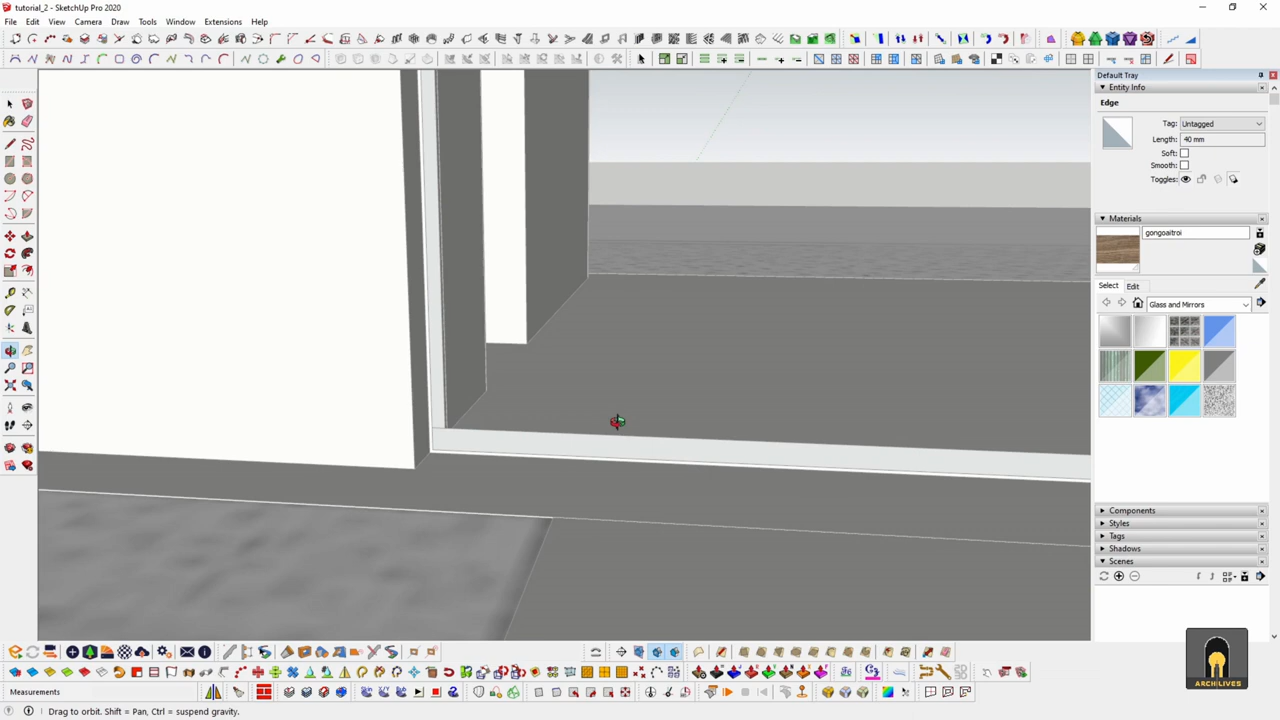 tutorial_2 - SketchUp Pro 2020
File Edit View Camera Draw Tools Window Extensions Help
Default Tray
Entity Info
Edge
Tag: Untagged
Length: 40 mm
Soft:
Smooth:
Toggles:
Materials
gongoaitroi
Select Edit
Glass and Mirrors
Components
Styles
Tags
Shadows
Scenes
ARCHILIVES
Measurements
Drag to orbit. Shift = Pan, Ctrl = suspend gravity.